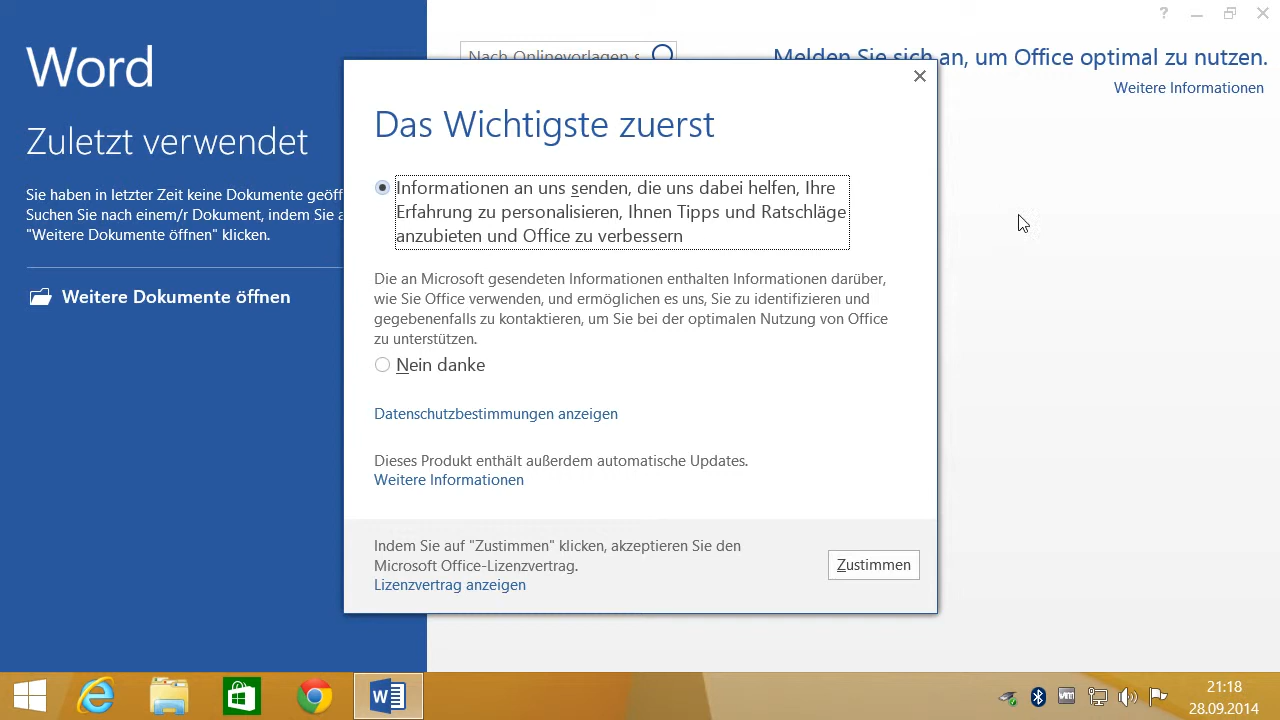 ?
Word
Nach Onlinevorlagen s
Melden Sie sich an, um Office optimal zu nutzen.
Weitere Informationen
Zuletzt verwendet
Sie haben in letzter Zeit keine Dokumente geöff
Suchen Sie nach einem/r Dokument, indem Sie a
"Weitere Dokumente öffnen" klicken.
Weitere Dokumente öffnen
Das Wichtigste zuerst
Informationen an uns senden, die uns dabei helfen, Ihre
Erfahrung zu personalisieren, Ihnen Tipps und Ratschläge
anzubieten und Office zu verbessern
Die an Microsoft gesendeten Informationen enthalten Informationen darüber,
wie Sie Office verwenden, und ermöglichen es uns, Sie zu identifizieren und
gegebenenfalls zu kontaktieren, um Sie bei der optimalen Nutzung von Office
zu unterstützen.
Nein danke
Datenschutzbestimmungen anzeigen
Dieses Produkt enthält außerdem automatische Updates.
Weitere Informationen
Indem Sie auf "Zustimmen" klicken, akzeptieren Sie den
Microsoft Office-Lizenzvertrag.
Lizenzvertrag anzeigen
Zustimmen
21:18
28.09.2014